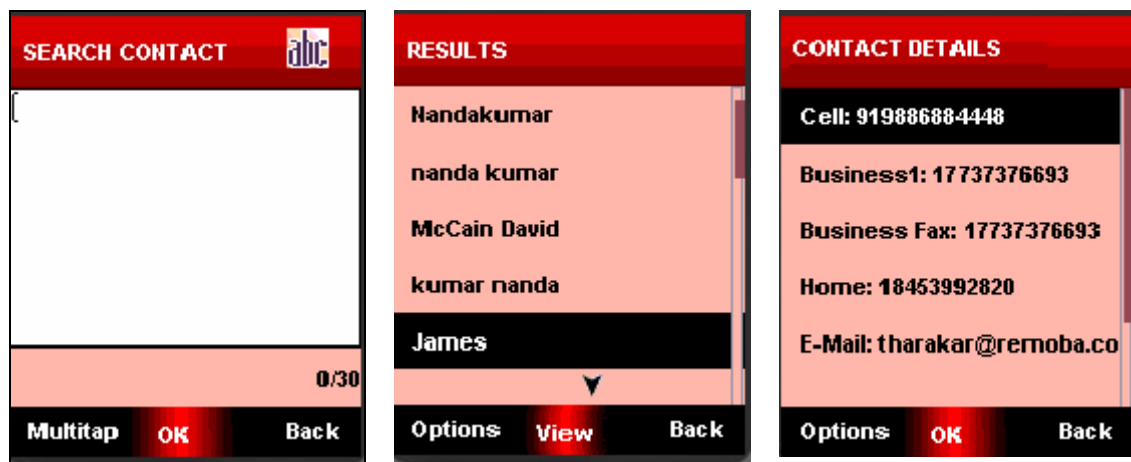 SEARCH CONTACT
abc
0/30
Multitap OK Back
RESULTS
Nandakumar
nanda kumar
McCain David
kumar nanda
James
Options View Back
CONTACT DETAILS
Cell: 919886884448
Business1: 17737376693
Business Fax: 17737376693
Home: 18453992820
E-Mail: tharakar@remoba.co
Options OK Back